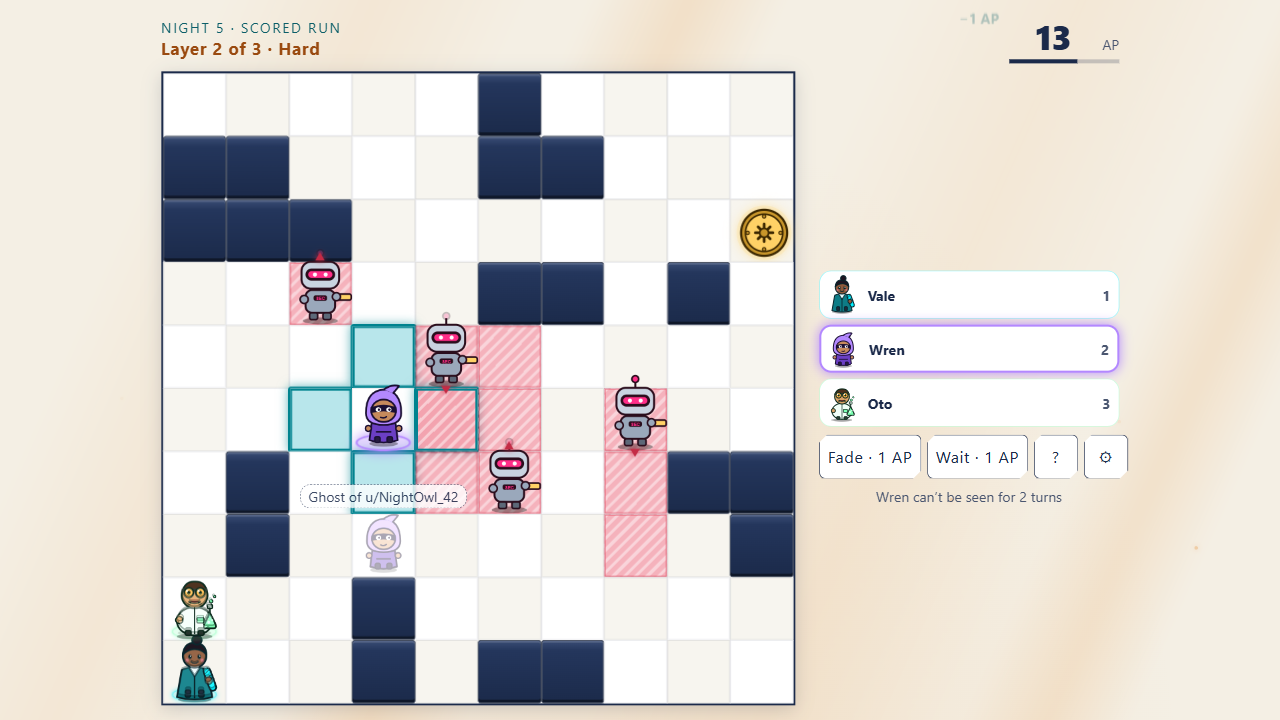 NIGHT 5 · SCORED RUN
Layer 2 of 3 · Hard
−1 AP
13 AP
Vale 1
Wren 2
Oto 3
Fade · 1 AP
Wait · 1 AP
?
Wren can't be seen for 2 turns
Ghost of u/NightOwl_42